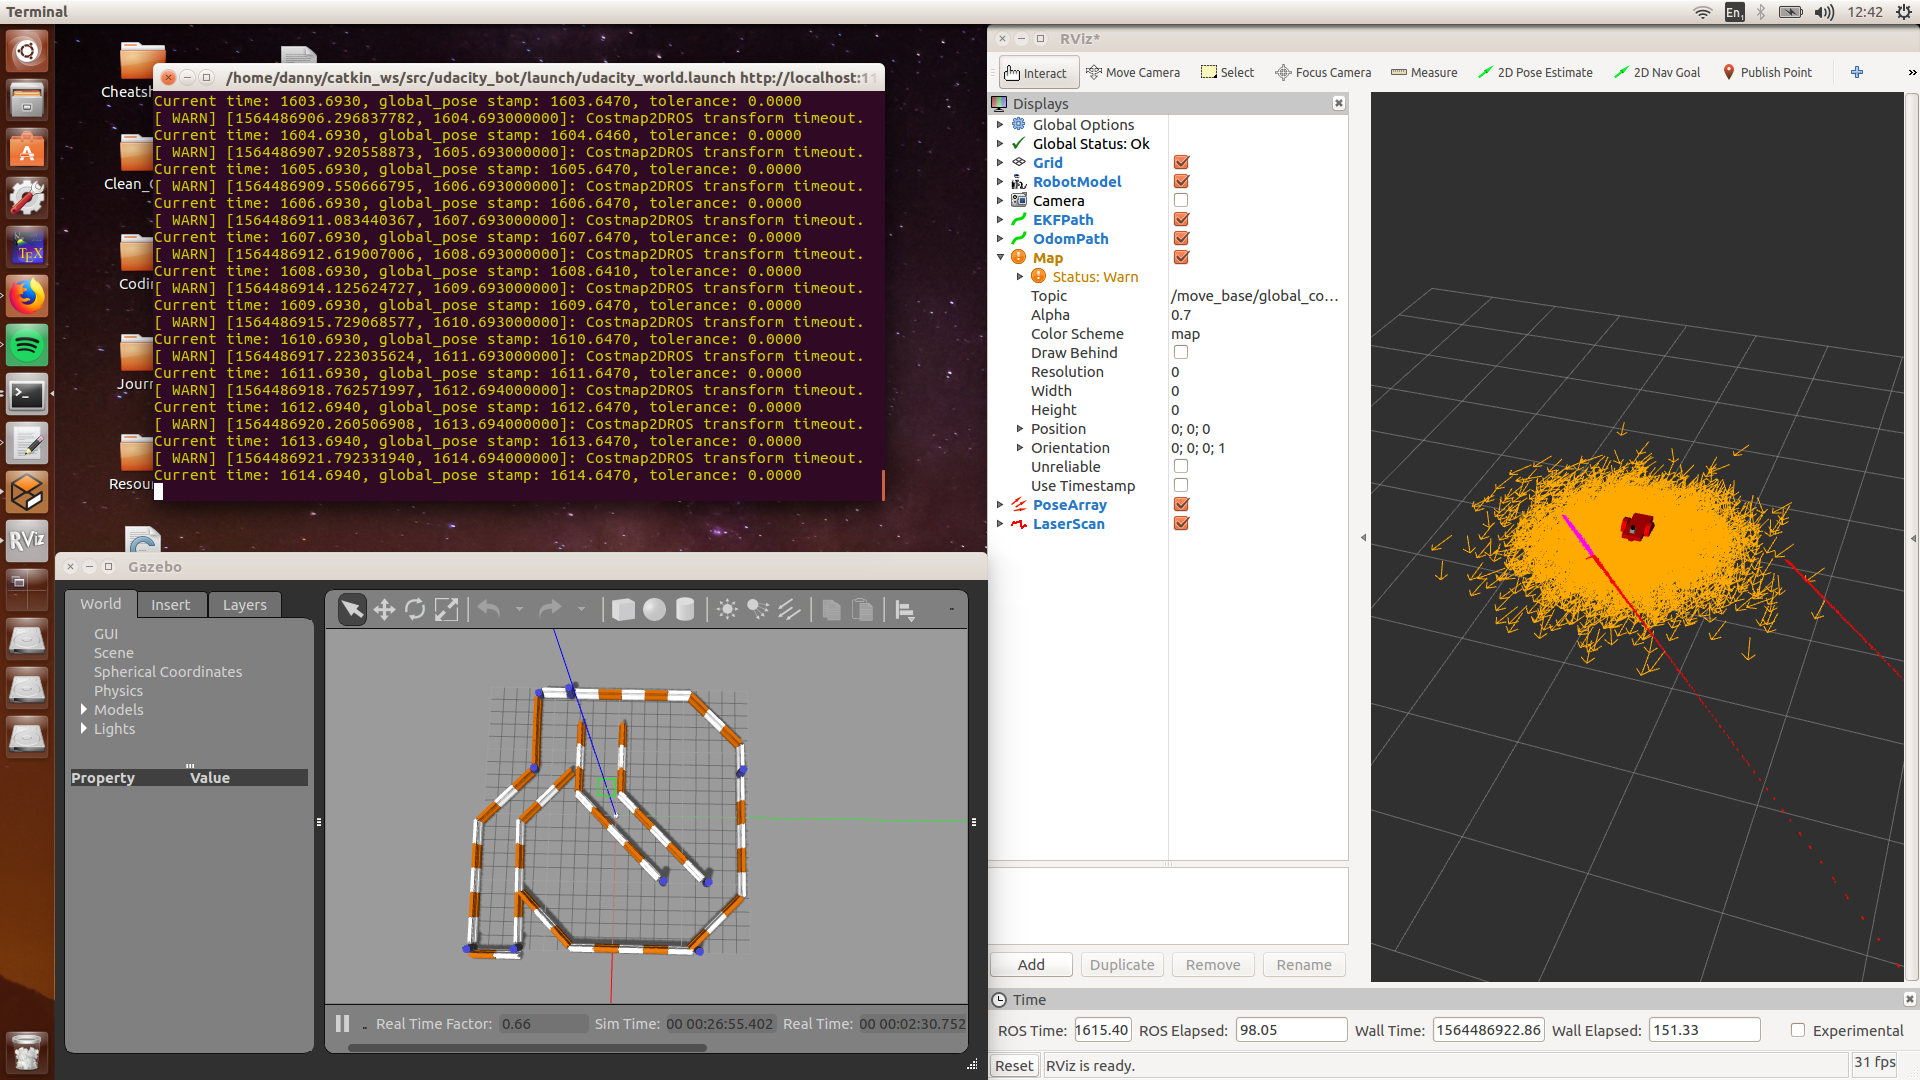 Terminal
En1
12:42
Cheatsh
Clean_
Codin
Journ
Resour
/home/danny/catkin_ws/src/udacity_bot/launch/udacity_world.launch http://localhost:11
Current time: 1603.6930, global_pose stamp: 1603.6470, tolerance: 0.0000
[ WARN] [1564486906.296837782, 1604.693000000]: Costmap2DROS transform timeout.
Current time: 1604.6930, global_pose stamp: 1604.6460, tolerance: 0.0000
[ WARN] [1564486907.920558873, 1605.693000000]: Costmap2DROS transform timeout.
Current time: 1605.6930, global_pose stamp: 1605.6470, tolerance: 0.0000
[ WARN] [1564486909.550666795, 1606.693000000]: Costmap2DROS transform timeout.
Current time: 1606.6930, global_pose stamp: 1606.6470, tolerance: 0.0000
[ WARN] [1564486911.083440367, 1607.693000000]: Costmap2DROS transform timeout.
Current time: 1607.6930, global_pose stamp: 1607.6470, tolerance: 0.0000
[ WARN] [1564486912.619007006, 1608.693000000]: Costmap2DROS transform timeout.
Current time: 1608.6930, global_pose stamp: 1608.6410, tolerance: 0.0000
[ WARN] [1564486914.125624727, 1609.693000000]: Costmap2DROS transform timeout.
Current time: 1609.6930, global_pose stamp: 1609.6470, tolerance: 0.0000
[ WARN] [1564486915.729068577, 1610.693000000]: Costmap2DROS transform timeout.
Current time: 1610.6930, global_pose stamp: 1610.6470, tolerance: 0.0000
[ WARN] [1564486917.223035624, 1611.693000000]: Costmap2DROS transform timeout.
Current time: 1611.6930, global_pose stamp: 1611.6470, tolerance: 0.0000
[ WARN] [1564486918.762571997, 1612.694000000]: Costmap2DROS transform timeout.
Current time: 1612.6940, global_pose stamp: 1612.6470, tolerance: 0.0000
[ WARN] [1564486920.260506908, 1613.694000000]: Costmap2DROS transform timeout.
Current time: 1613.6940, global_pose stamp: 1613.6470, tolerance: 0.0000
[ WARN] [1564486921.792331940, 1614.694000000]: Costmap2DROS transform timeout.
Current time: 1614.6940, global_pose stamp: 1614.6470, tolerance: 0.0000
TEX
RViz
Gazebo
World Insert Layers
GUI
Scene
Spherical Coordinates
Physics
Models
Lights
Property Value
Real Time Factor: 0.66 Sim Time: 00 00:26:55.402 Real Time: 00 00:02:30.752
RViz*
Interact Move Camera Select Focus Camera Measure 2D Pose Estimate 2D Nav Goal Publish Point
Displays
Global Options
Global Status: Ok
Grid
RobotModel
Camera
EKFPath
OdomPath
Map
Status: Warn
Topic /move_base/global_co...
Alpha 0.7
Color Scheme map
Draw Behind
Resolution 0
Width 0
Height 0
Position 0; 0; 0
Orientation 0; 0; 0; 1
Unreliable
Use Timestamp
PoseArray
LaserScan
Add Duplicate Remove Rename
Time
ROS Time: 1615.40 ROS Elapsed: 98.05 Wall Time: 1564486922.86 Wall Elapsed: 151.33 Experimental
Reset RViz is ready. 31 fps